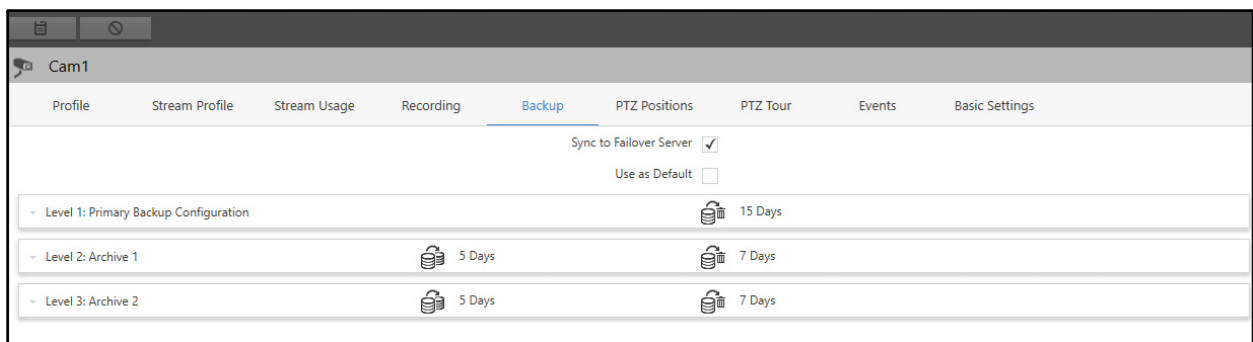 Cam1
Profile Stream Profile Stream Usage Recording Backup PTZ Positions PTZ Tour Events Basic Settings
Sync to Failover Server
Use as Default
Level 1: Primary Backup Configuration 15 Days
Level 2: Archive 1 5 Days 7 Days
Level 3: Archive 2 5 Days 7 Days